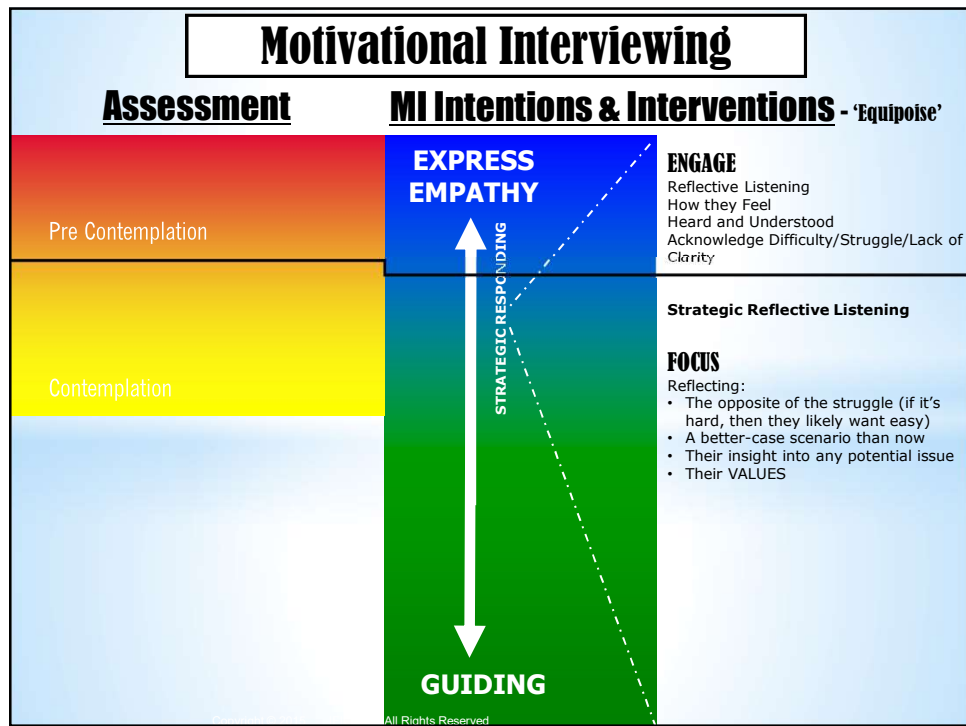 Motivational Interviewing
Assessment
MI Intentions & Interventions - ‘Equipoise’
Pre Contemplation
Contemplation
EXPRESS
EMPATHY
STRATEGIC RESPONDING
GUIDING
ENGAGE
Reflective Listening
How they Feel
Heard and Understood
Acknowledge Difficulty/Struggle/Lack of
Clarity
Strategic Reflective Listening
FOCUS
Reflecting:
• The opposite of the struggle (if it’s
hard, then they likely want easy)
• A better-case scenario than now
• Their insight into any potential issue
• Their VALUES
All Rights Reserved